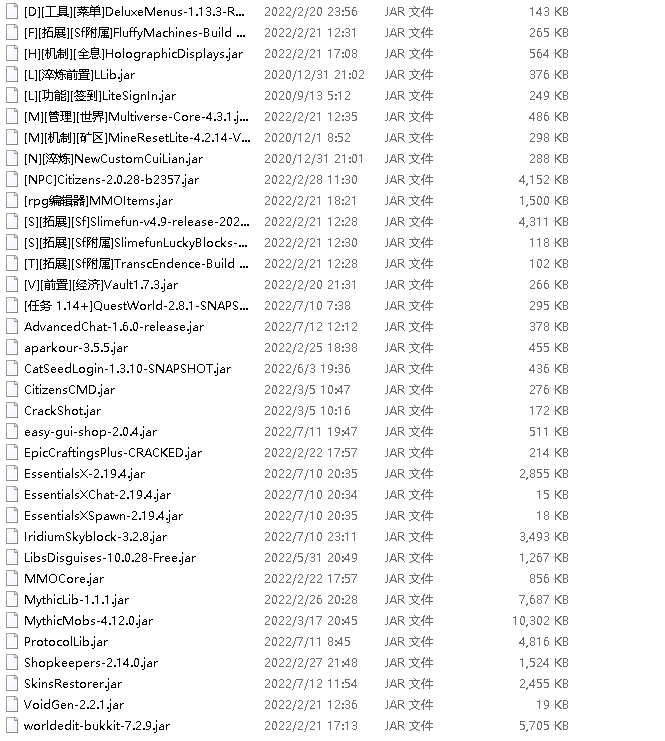 [D][工具][菜单]DeluxeMenus-1.13.3-R... 2022/2/20 23:56 JAR 文件 143 KB
[F][拓展][Sf附属]FluffyMachines-Build ... 2022/2/21 12:31 JAR 文件 265 KB
[H][机制][全息]HolographicDisplays.jar 2022/2/21 17:08 JAR 文件 564 KB
[L][淬炼前置]LLib.jar 2020/12/31 21:02 JAR 文件 376 KB
[L][功能][签到]LiteSignIn.jar 2020/9/13 5:12 JAR 文件 249 KB
[M][管理][世界]Multiverse-Core-4.3.1.j... 2022/2/21 12:35 JAR 文件 486 KB
[M][机制][矿区]MineResetLite-4.2.14-V... 2020/12/1 8:52 JAR 文件 298 KB
[N][淬炼]NewCustomCuiLian.jar 2020/12/31 21:01 JAR 文件 288 KB
[NPC]Citizens-2.0.28-b2357.jar 2022/2/28 11:30 JAR 文件 4,152 KB
[rpg编辑器]MMOItems.jar 2022/2/21 18:21 JAR 文件 1,500 KB
[S][拓展][Sf]Slimefun-v4.9-release-202... 2022/2/21 12:28 JAR 文件 4,311 KB
[S][拓展][Sf附属]SlimefunLuckyBlocks-... 2022/2/21 12:30 JAR 文件 118 KB
[T][拓展][Sf附属]TranscEndence-Build ... 2022/2/21 12:28 JAR 文件 102 KB
[V][前置][经济]Vault1.7.3.jar 2022/2/20 21:31 JAR 文件 266 KB
[任务 1.14+]QuestWorld-2.8.1-SNAPS... 2022/7/10 7:38 JAR 文件 295 KB
AdvancedChat-1.6.0-release.jar 2022/7/12 12:12 JAR 文件 378 KB
aparkour-3.5.5.jar 2022/2/25 18:38 JAR 文件 455 KB
CatSeedLogin-1.3.10-SNAPSHOT.jar 2022/6/3 19:36 JAR 文件 436 KB
CitizensCMD.jar 2022/3/5 10:47 JAR 文件 276 KB
CrackShot.jar 2022/3/5 10:16 JAR 文件 172 KB
easy-gui-shop-2.0.4.jar 2022/7/11 19:47 JAR 文件 511 KB
EpicCraftingsPlus-CRACKED.jar 2022/2/22 17:57 JAR 文件 214 KB
EssentialsX-2.19.4.jar 2022/7/10 20:35 JAR 文件 2,855 KB
EssentialsXChat-2.19.4.jar 2022/7/10 20:34 JAR 文件 15 KB
EssentialsXSpawn-2.19.4.jar 2022/7/10 20:35 JAR 文件 18 KB
IridiumSkyblock-3.2.8.jar 2022/7/10 23:11 JAR 文件 3,493 KB
LibsDisguises-10.0.28-Free.jar 2022/5/31 20:49 JAR 文件 1,267 KB
MMOCore.jar 2022/2/22 17:57 JAR 文件 856 KB
MythicLib-1.1.1.jar 2022/2/26 20:28 JAR 文件 7,687 KB
MythicMobs-4.12.0.jar 2022/3/17 20:45 JAR 文件 10,302 KB
ProtocolLib.jar 2022/7/11 8:45 JAR 文件 4,816 KB
Shopkeepers-2.14.0.jar 2022/2/27 21:48 JAR 文件 1,524 KB
SkinsRestorer.jar 2022/7/12 11:54 JAR 文件 2,455 KB
VoidGen-2.2.1.jar 2022/2/21 12:36 JAR 文件 19 KB
worldedit-bukkit-7.2.9.jar 2022/2/21 17:13 JAR 文件 5,705 KB